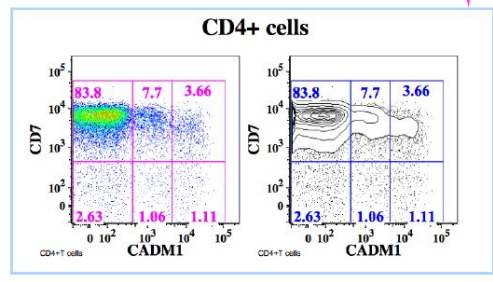 CD4+ cells
83.8 7.7 3.66
2.63 1.06 1.11
CD7
10⁵
10⁴
10³
10²
0
0 10² 10³ 10⁴ 10⁵
CADM1
CD4+T cells
83.8 7.7 3.66
2.63 1.06 1.11
CD7
10⁵
10⁴
10³
10²
0
0 10² 10³ 10⁴ 10⁵
CADM1
CD4+T cells